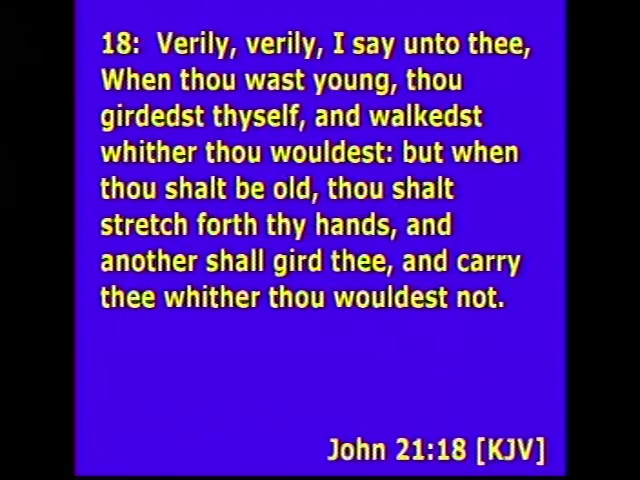 18:  Verily, verily, I say unto thee,
When thou wast young, thou
girdedst thyself, and walkedst
whither thou wouldest: but when
thou shalt be old, thou shalt
stretch forth thy hands, and
another shall gird thee, and carry
thee whither thou wouldest not.
John 21:18 [KJV]